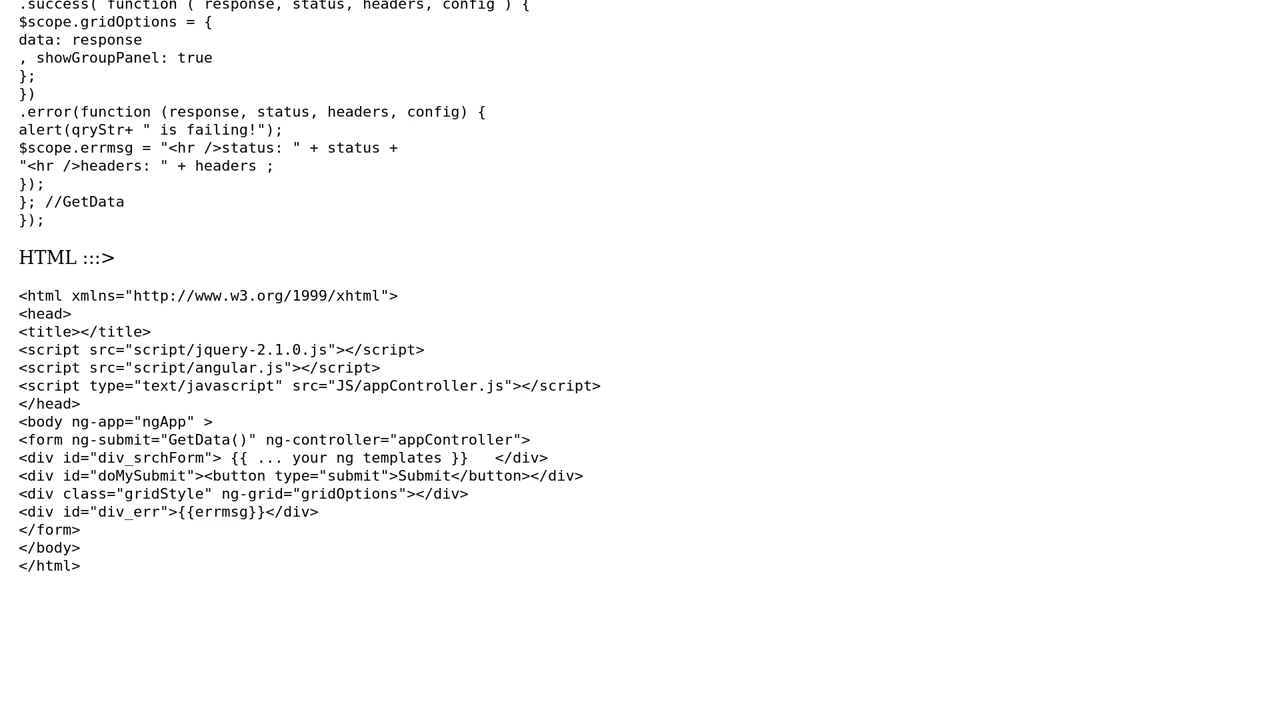 .success( function ( response, status, headers, config ) {
$scope.gridOptions = {
data: response
, showGroupPanel: true
};
})
.error(function (response, status, headers, config) {
alert(qryStr+ " is failing!");
$scope.errmsg = "<hr />status: " + status +
"<hr />headers: " + headers ;
});
}; //GetData
});
HTML :::>
<html xmlns="http://www.w3.org/1999/xhtml">
<head>
<title></title>
<script src="script/jquery-2.1.0.js"></script>
<script src="script/angular.js"></script>
<script type="text/javascript" src="JS/appController.js"></script>
</head>
<body ng-app="ngApp" >
<form ng-submit="GetData()" ng-controller="appController">
<div id="div_srchForm"> {{ ... your ng templates }}   </div>
<div id="doMySubmit"><button type="submit">Submit</button></div>
<div class="gridStyle" ng-grid="gridOptions"></div>
<div id="div_err">{{errmsg}}</div>
</form>
</body>
</html>